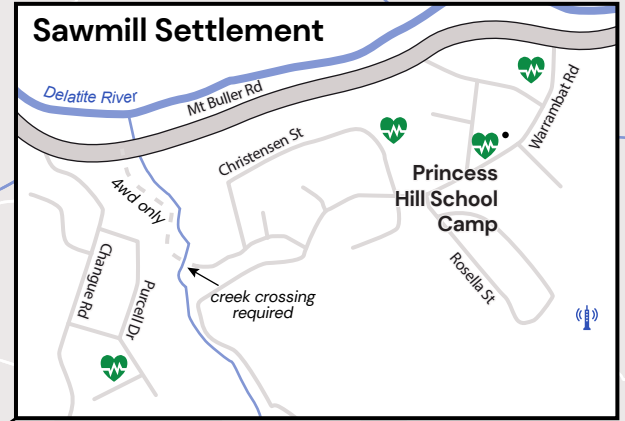 Sawmill Settlement
Delatite River
Mt Buller Rd
Warrambat Rd
Christensen St
Princess
Hill School
Camp
4wd only
Rosella St
Changue Rd
Purcell Dr
creek crossing
required